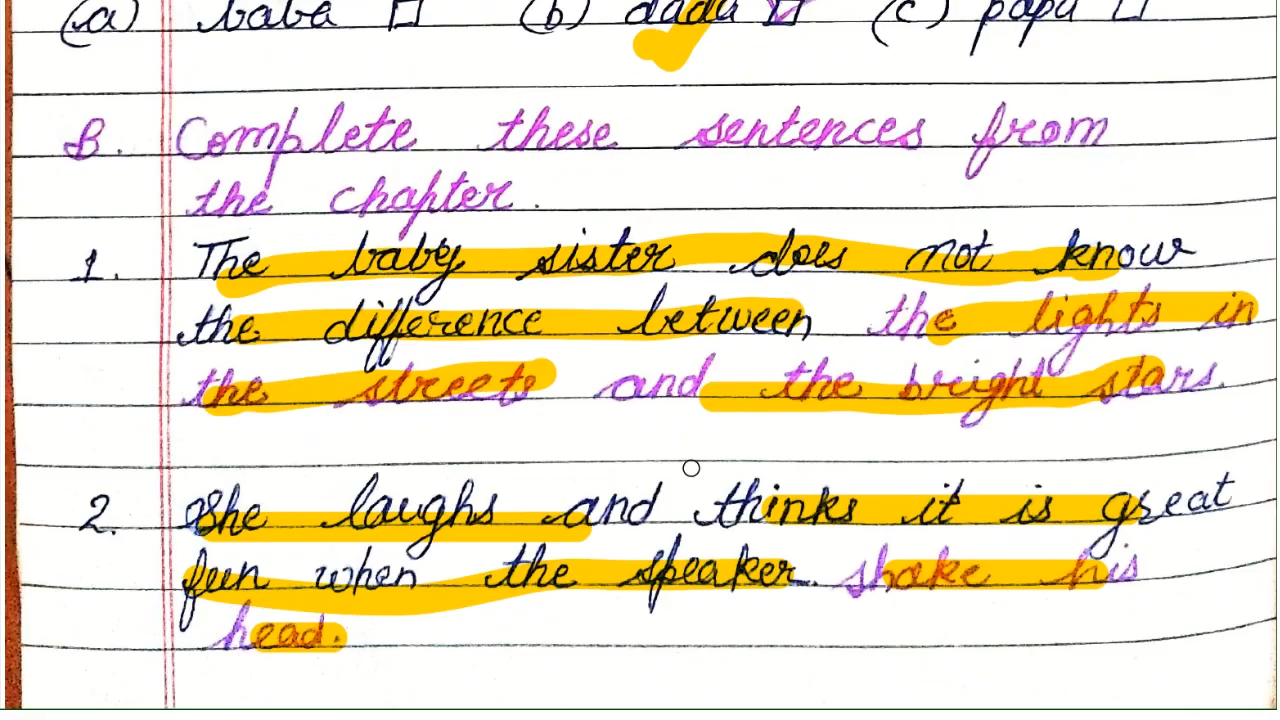 (a) baba (b) dada (c) papa
B. Complete these sentences from
the chapter.
1. The baby sister does not know
the difference between the lights in
the streets and the bright stars.
2. She laughs and thinks it is great
fun when the speaker. shake his
head.